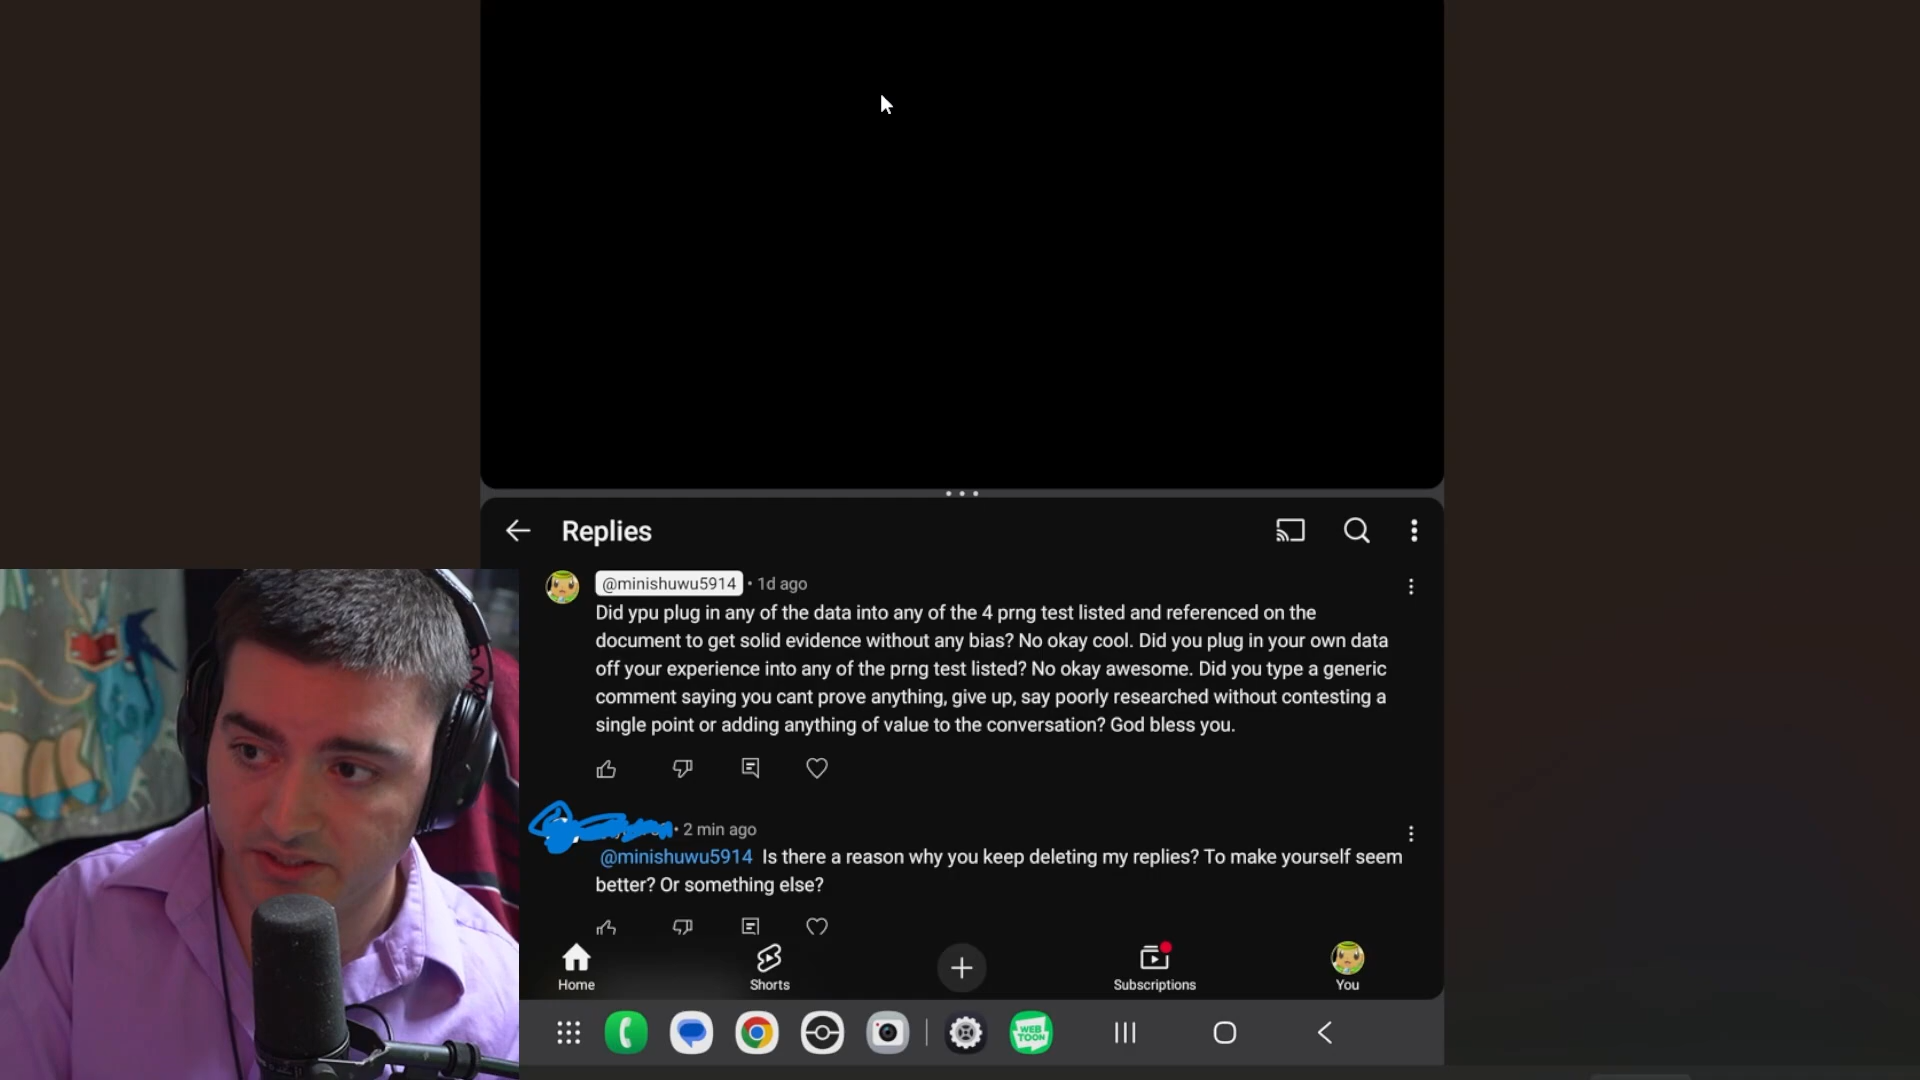 Replies
@minishuwu5914 • 1d ago
Did ypu plug in any of the data into any of the 4 prng test listed and referenced on the
document to get solid evidence without any bias? No okay cool. Did you plug in your own data
off your experience into any of the prng test listed? No okay awesome. Did you type a generic
comment saying you cant prove anything, give up, say poorly researched without contesting a
single point or adding anything of value to the conversation? God bless you.
• 2 min ago
@minishuwu5914 Is there a reason why you keep deleting my replies? To make yourself seem
better? Or something else?
Home
Shorts
Subscriptions
You
WEB
TOON